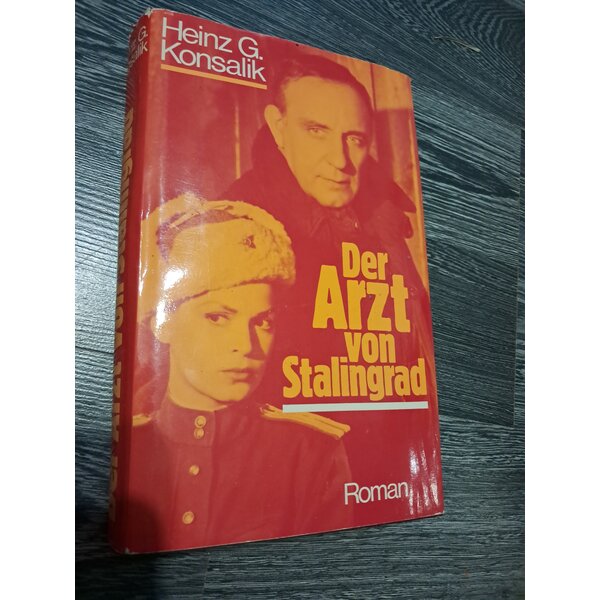 Heinz G.
Konsalik
Der
Arzt
von
Stalingrad
Roman
G.